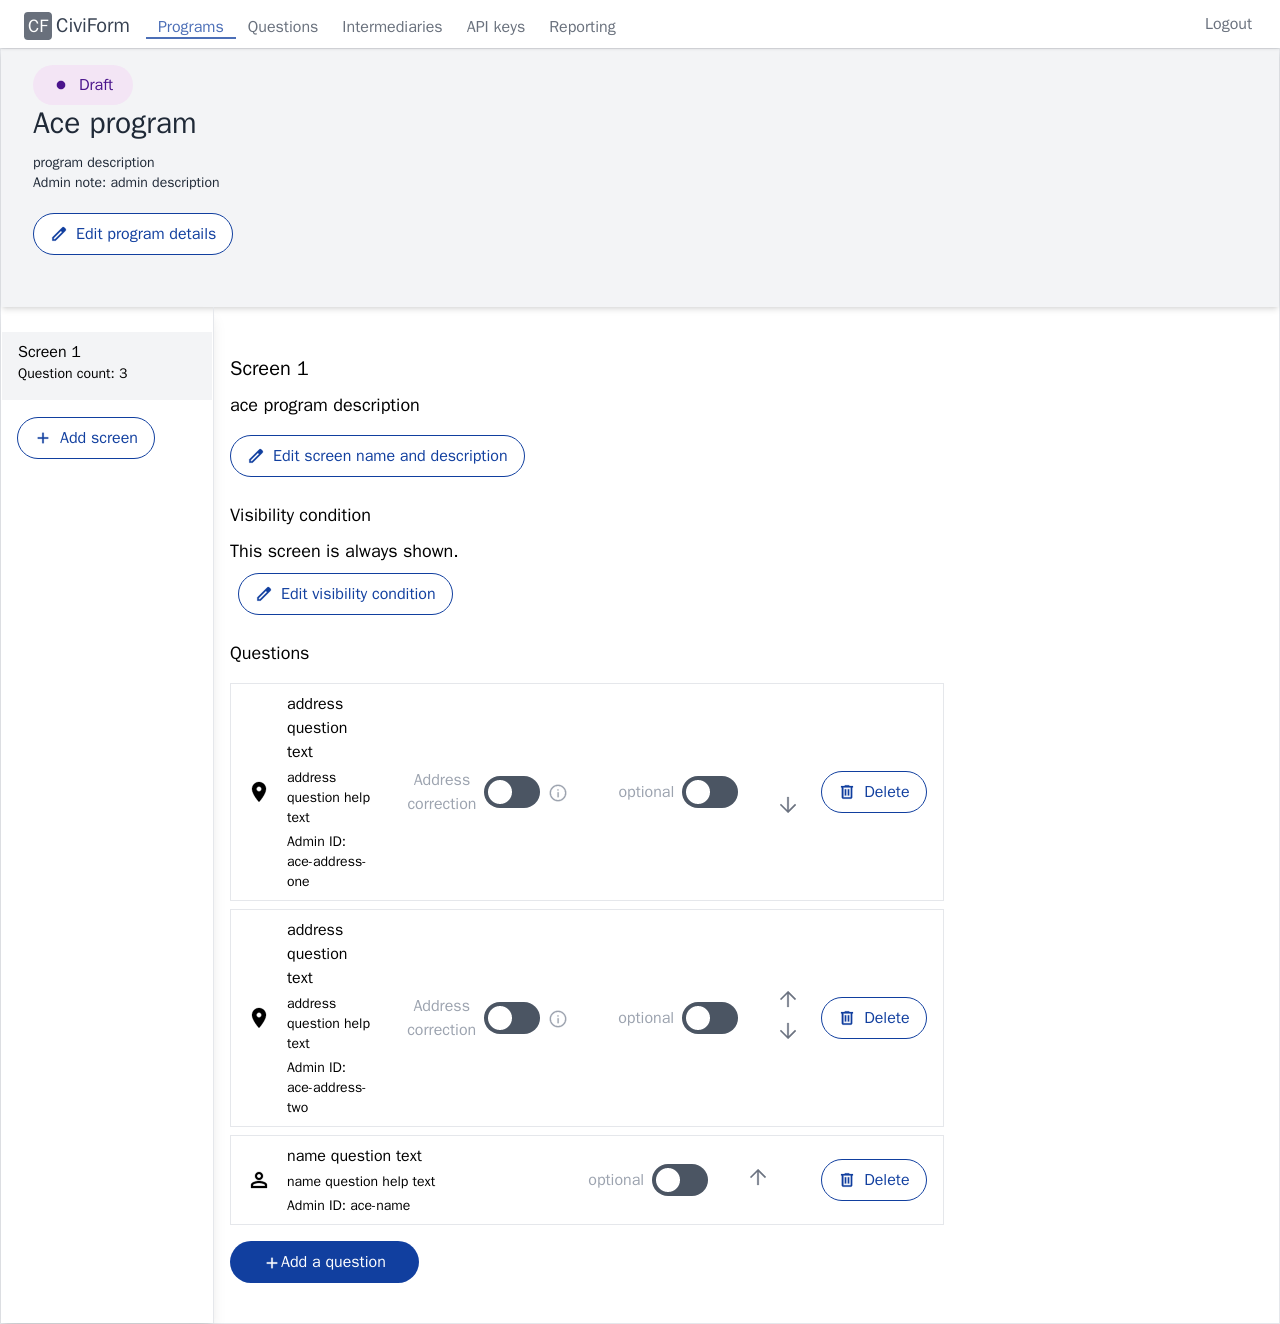 CF CiviForm Programs Questions Intermediaries API keys Reporting Logout
Draft
Ace program
program description
Admin note: admin description
Edit program details
Screen 1
Question count: 3
Add screen
Screen 1
ace program description
Edit screen name and description
Visibility condition
This screen is always shown.
Edit visibility condition
Questions
address
question
text
address
question help
text
Admin ID:
ace-address-
one
Address
correction
optional
Delete
address
question
text
address
question help
text
Admin ID:
ace-address-
two
Address
correction
optional
Delete
name question text
name question help text
Admin ID: ace-name
optional
Delete
Add a question